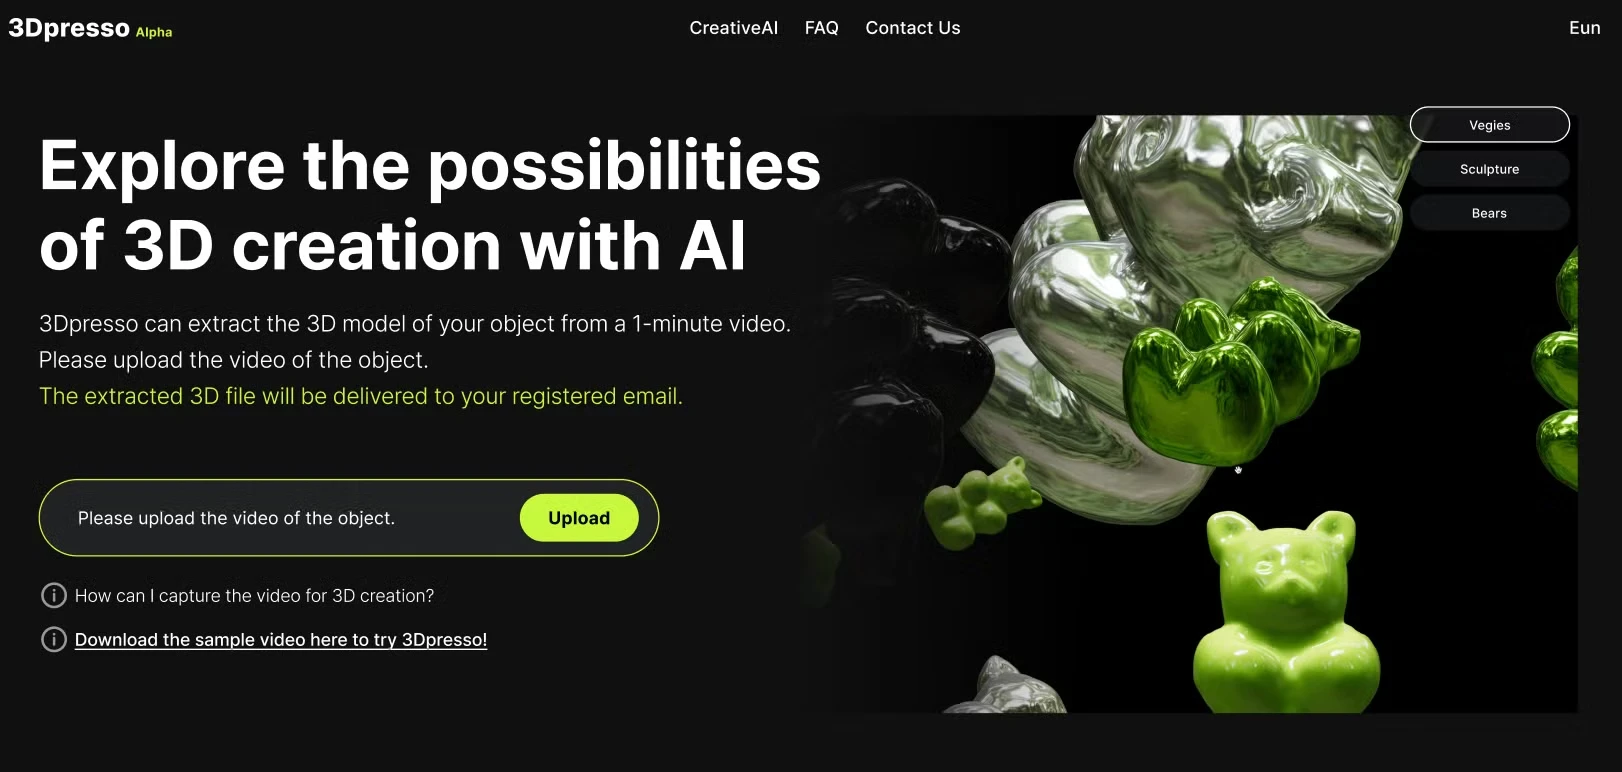 3Dpresso Alpha
CreativeAI FAQ Contact Us
Eun
Explore the possibilities
of 3D creation with AI
3Dpresso can extract the 3D model of your object from a 1-minute video.
Please upload the video of the object.
The extracted 3D file will be delivered to your registered email.
Please upload the video of the object.
Upload
How can I capture the video for 3D creation?
Download the sample video here to try 3Dpresso!
Vegies
Sculpture
Bears